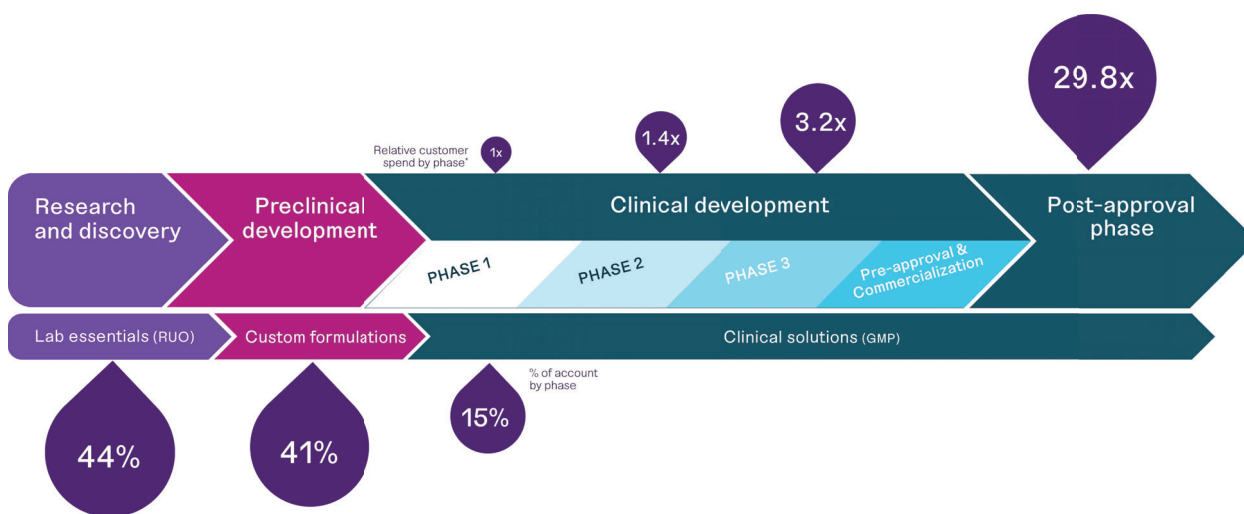 29.8x
3.2x
1.4x
Relative customer
spend by phase*
1x
Research
and discovery
Preclinical
development
Clinical development
Post-approval
phase
PHASE 1
PHASE 2
PHASE 3
Pre-approval &
Commercialization
Lab essentials (RUO)
Custom formulations
Clinical solutions (GMP)
% of account
by phase
44%
41%
15%